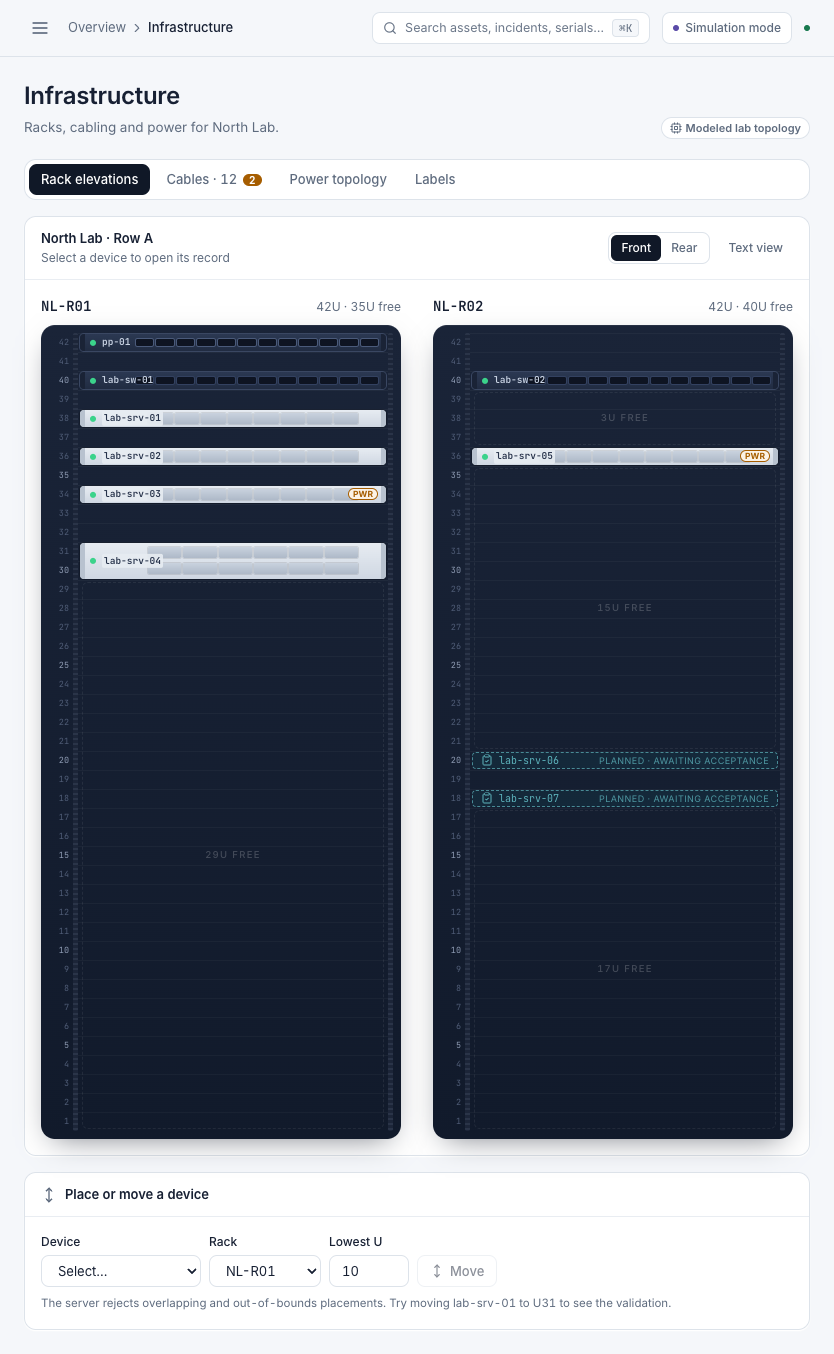 Overview > Infrastructure
Search assets, incidents, serials... ⌘K
Simulation mode
Infrastructure
Racks, cabling and power for North Lab.
Modeled lab topology
Rack elevations
Cables · 12 2
Power topology
Labels
North Lab · Row A
Select a device to open its record
Front
Rear
Text view
NL-R01 42U · 35U free
42 pp-01
41
40 lab-sw-01
39
38 lab-srv-01
37
36 lab-srv-02
35
34 lab-srv-03 PWR
33
32
31
lab-srv-04
30
29
28
27
26
25
24
23
22
21
20
19
18
17
16
15 29U FREE
14
13
12
11
10
9
8
7
6
5
4
3
2
1
NL-R02 42U · 40U free
42
41
40 lab-sw-02
39
38 3U FREE
37
36 lab-srv-05 PWR
35
34
33
32
31
30
29
28 15U FREE
27
26
25
24
23
22
21
20 lab-srv-06 PLANNED · AWAITING ACCEPTANCE
19
18 lab-srv-07 PLANNED · AWAITING ACCEPTANCE
17
16
15
14
13
12
11
10
9 17U FREE
8
7
6
5
4
3
2
1
Place or move a device
Device
Select...
Rack
NL-R01
Lowest U
10
Move
The server rejects overlapping and out-of-bounds placements. Try moving lab-srv-01 to U31 to see the validation.